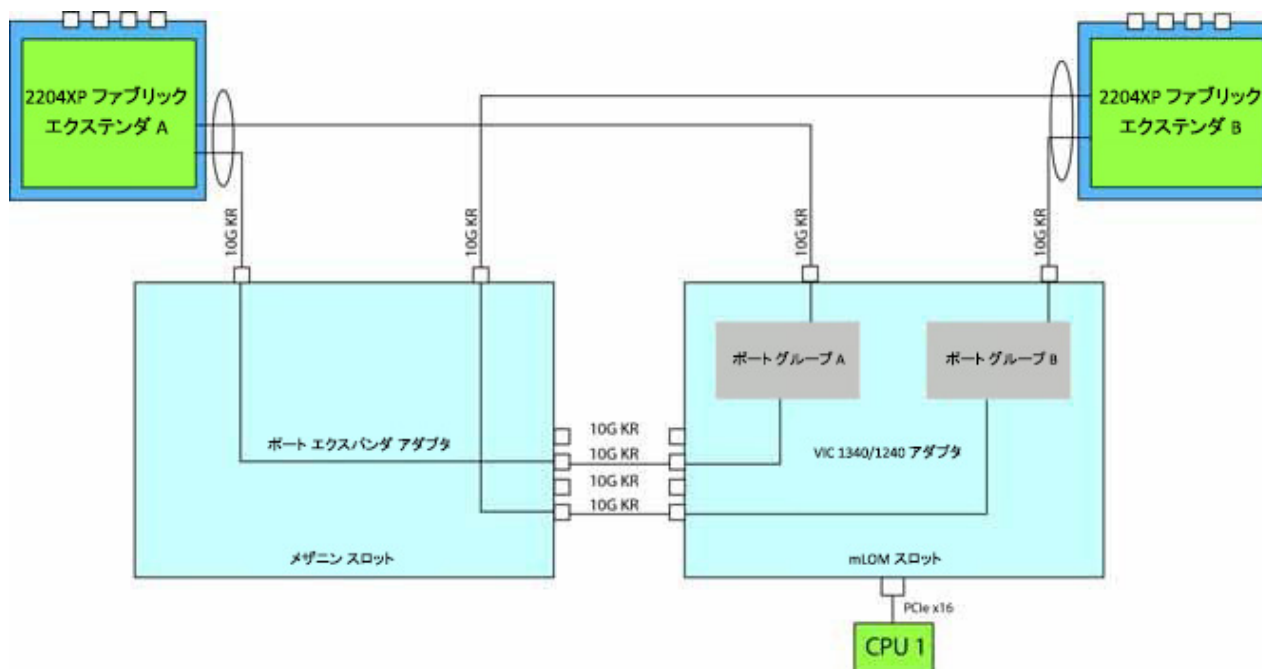 2204XP ファブリック
エクステンダ A
2204XP ファブリック
エクステンダ B
10G KR
10G KR
10G KR
10G KR
ポート グループ A
ポート グループ B
ポート エクスパンダ アダプタ
10G KR
10G KR
10G KR
10G KR
VIC 1340/1240 アダプタ
メザニン スロット
mLOM スロット
PCIe x16
CPU 1